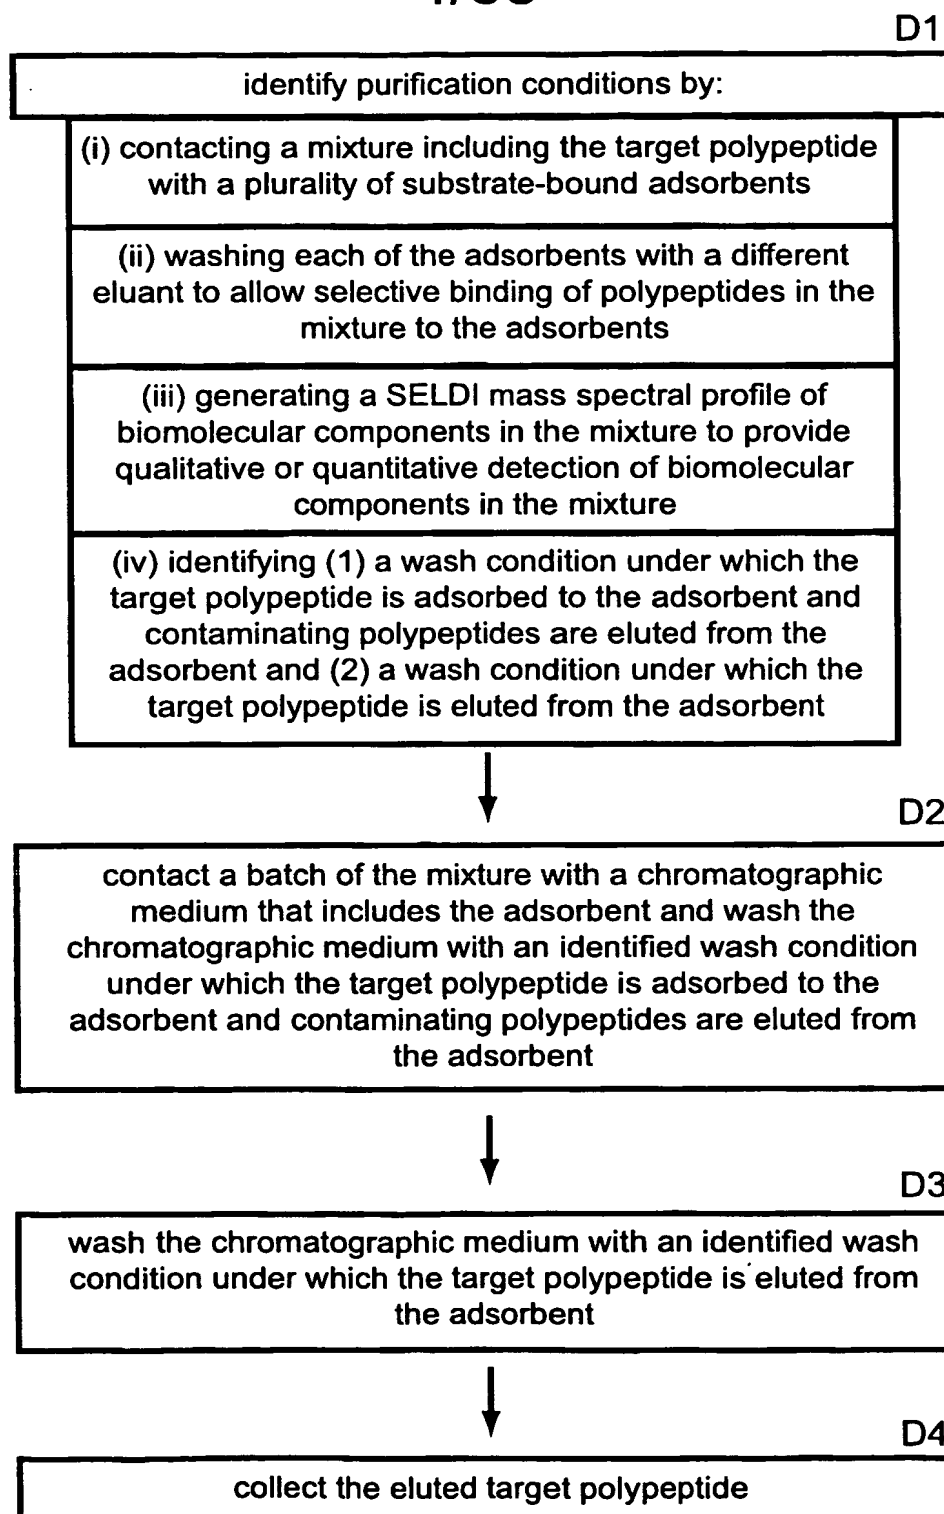 D1
identify purification conditions by:
(i) contacting a mixture including the target polypeptide
with a plurality of substrate-bound adsorbents
(ii) washing each of the adsorbents with a different
eluant to allow selective binding of polypeptides in the
mixture to the adsorbents
(iii) generating a SELDI mass spectral profile of
biomolecular components in the mixture to provide
qualitative or quantitative detection of biomolecular
components in the mixture
(iv) identifying (1) a wash condition under which the
target polypeptide is adsorbed to the adsorbent and
contaminating polypeptides are eluted from the
adsorbent and (2) a wash condition under which the
target polypeptide is eluted from the adsorbent
D2
contact a batch of the mixture with a chromatographic
medium that includes the adsorbent and wash the
chromatographic medium with an identified wash condition
under which the target polypeptide is adsorbed to the
adsorbent and contaminating polypeptides are eluted from
the adsorbent
D3
wash the chromatographic medium with an identified wash
condition under which the target polypeptide is eluted from
the adsorbent
D4
collect the eluted target polypeptide